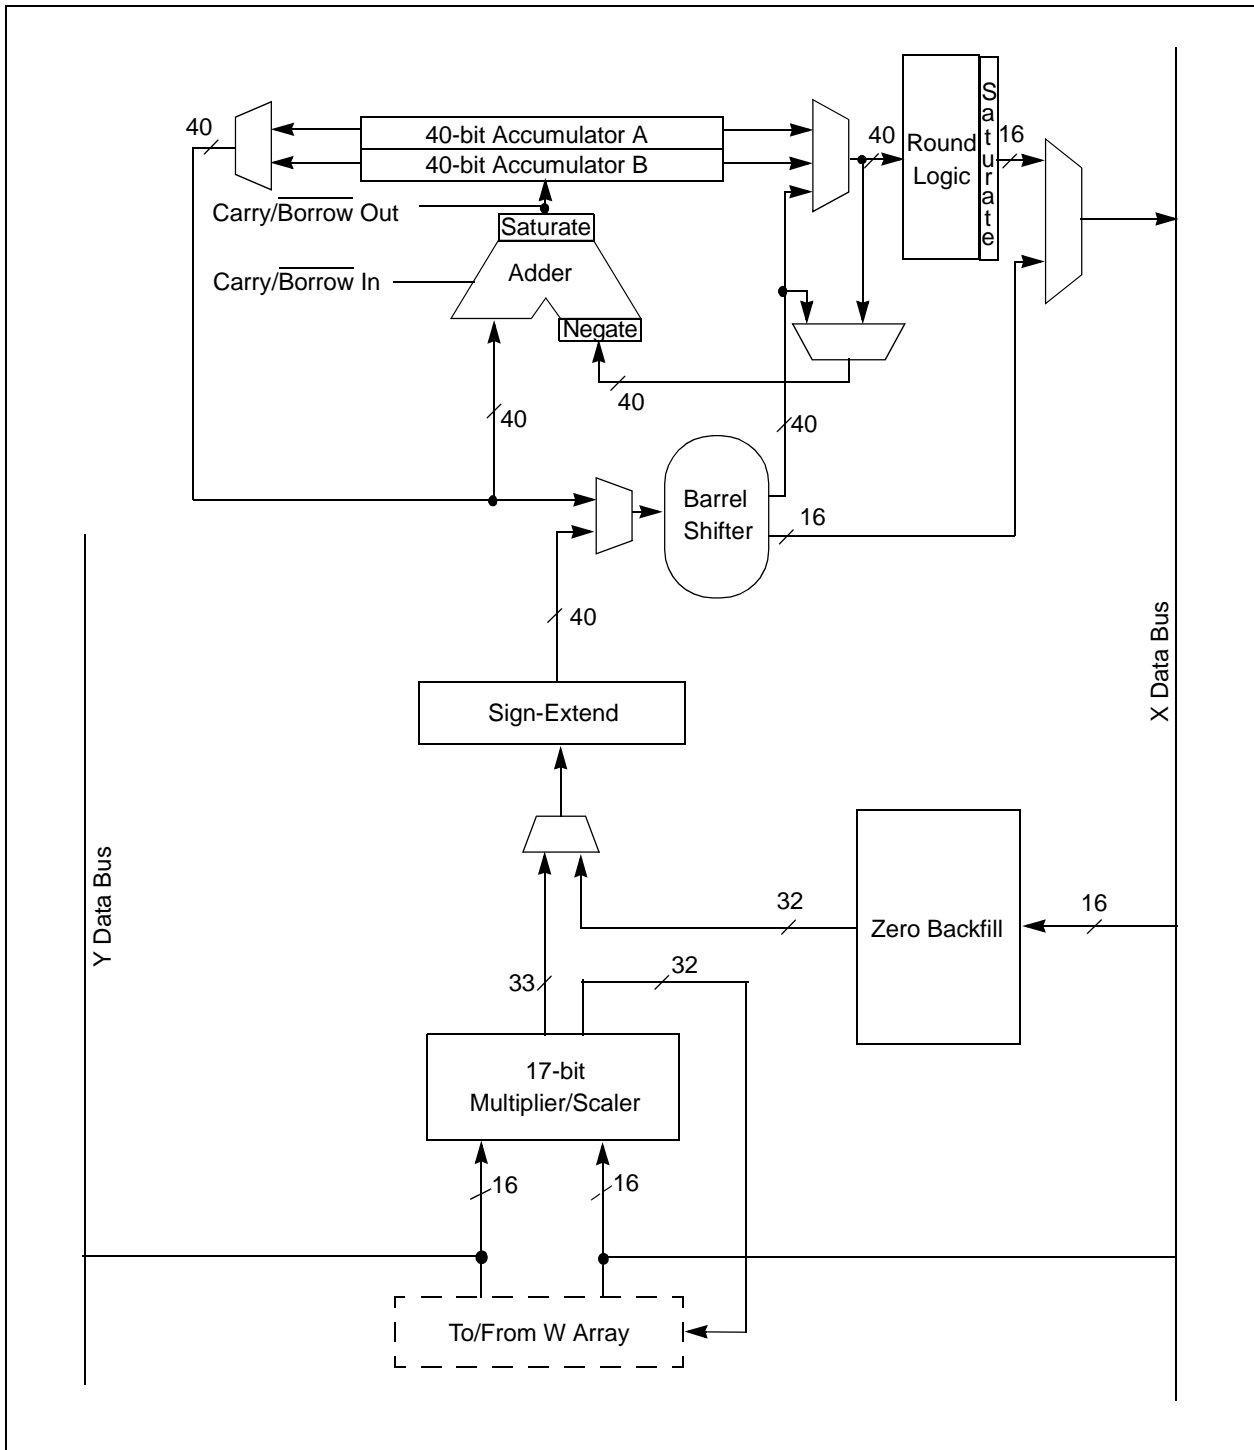 40
40-bit Accumulator A
40-bit Accumulator B
40
Round
Logic
Saturate
16
Carry/Borrow Out
Saturate
Carry/Borrow In
Adder
Negate
40
40
40
Barrel
Shifter
16
40
Sign-Extend
X Data Bus
Y Data Bus
32
Zero Backfill
16
33
32
17-bit
Multiplier/Scaler
16
16
To/From W Array